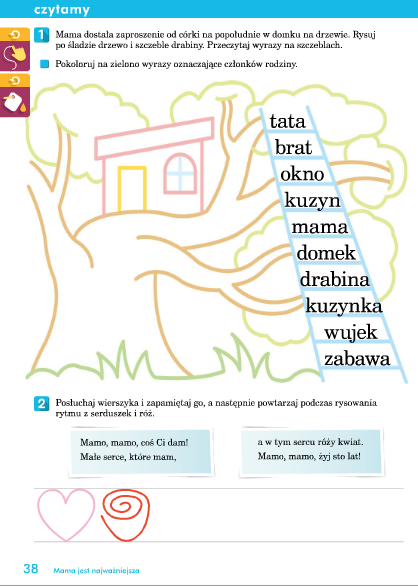 czytamy
1 Mama dostała zaproszenie od córki na popołudnie w domku na drzewie. Rysuj
po śladzie drzewo i szczeble drabiny. Przeczytaj wyrazy na szczeblach.
Pokoloruj na zielono wyrazy oznaczające członków rodziny.
tata
brat
okno
kuzyn
mama
domek
drabina
kuzynka
wujek
zabawa
2 Posłuchaj wierszyka i zapamiętaj go, a następnie powtarzaj podczas rysowania
rytmu z serduszek i róż.
Mamo, mamo, coś Ci dam!
Małe serce, które mam,
a w tym sercu róży kwiat.
Mamo, mamo, żyj sto lat!
38 Mama jest najważniejsza